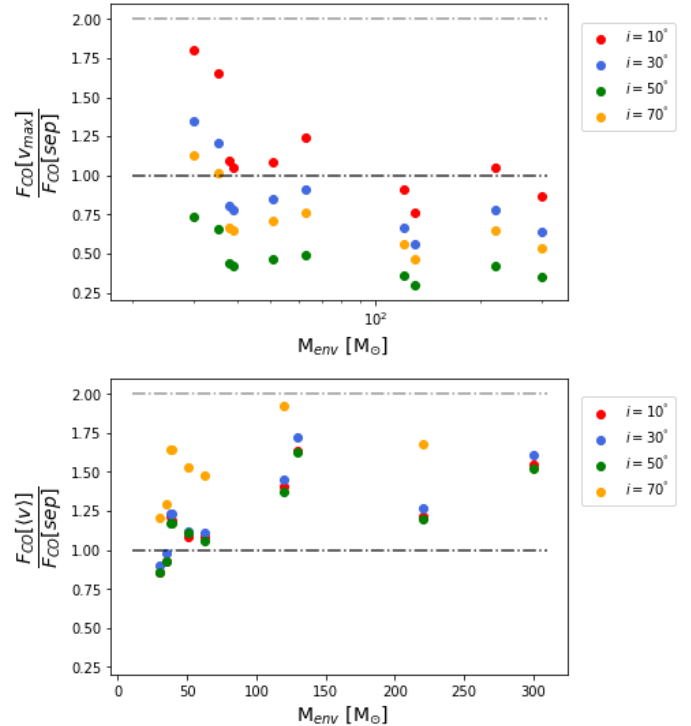 2.00
1.75
1.50
1.25
1.00
0.75
0.50
0.25
F_CO[v_max]
F_CO[sep]
10²
M_env [M_⊙]
i = 10°
i = 30°
i = 50°
i = 70°
2.00
1.75
1.50
1.25
1.00
0.75
0.50
0.25
F_CO[⟨v⟩]
F_CO[sep]
0 50 100 150 200 250 300
M_env [M_⊙]
i = 10°
i = 30°
i = 50°
i = 70°